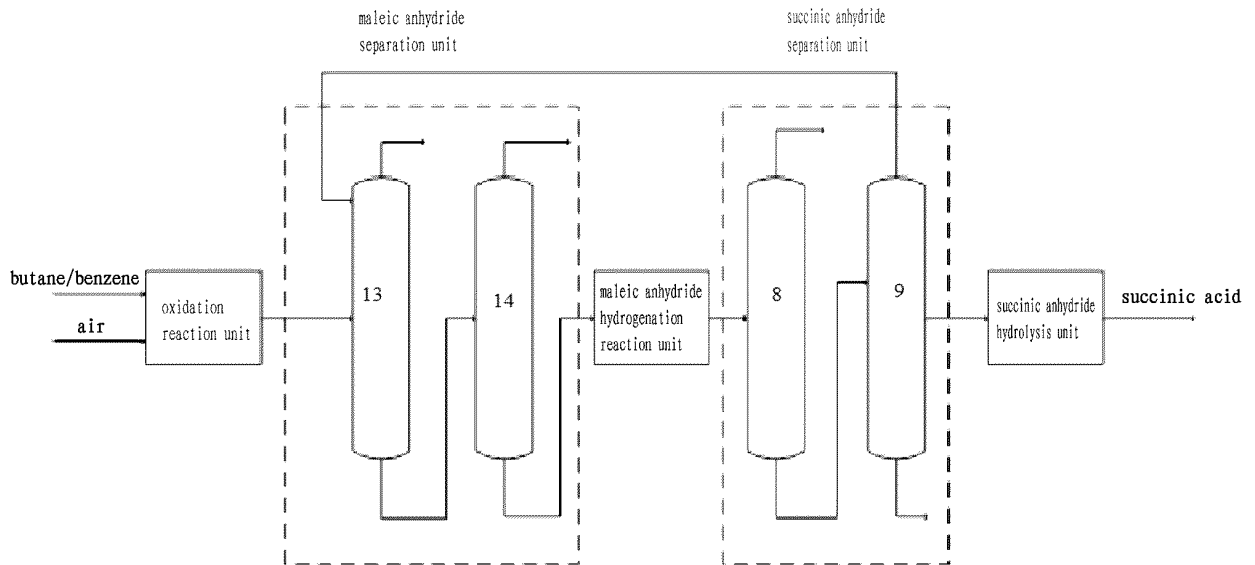 maleic anhydride
separation unit
succinic anhydride
separation unit
butane/benzene
air
oxidation
reaction unit
13
14
maleic anhydride
hydrogenation
reaction unit
8
9
succinic anhydride
hydrolysis unit
succinic acid